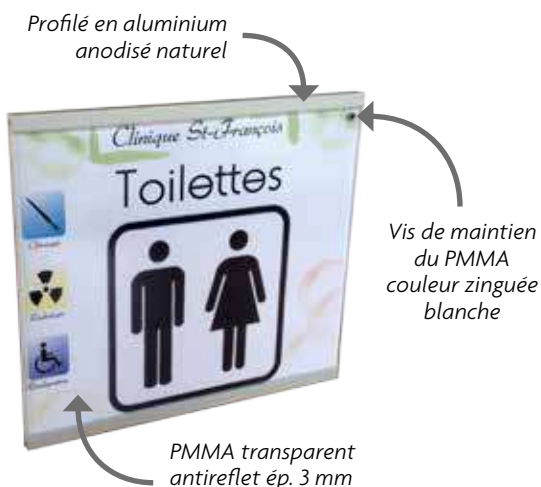 Profilé en aluminium
anodisé naturel
Clinique St-François
Toilettes
Vis de maintien
du PMMA
couleur zinguée
blanche
PMMA transparent
antireflet ép. 3 mm